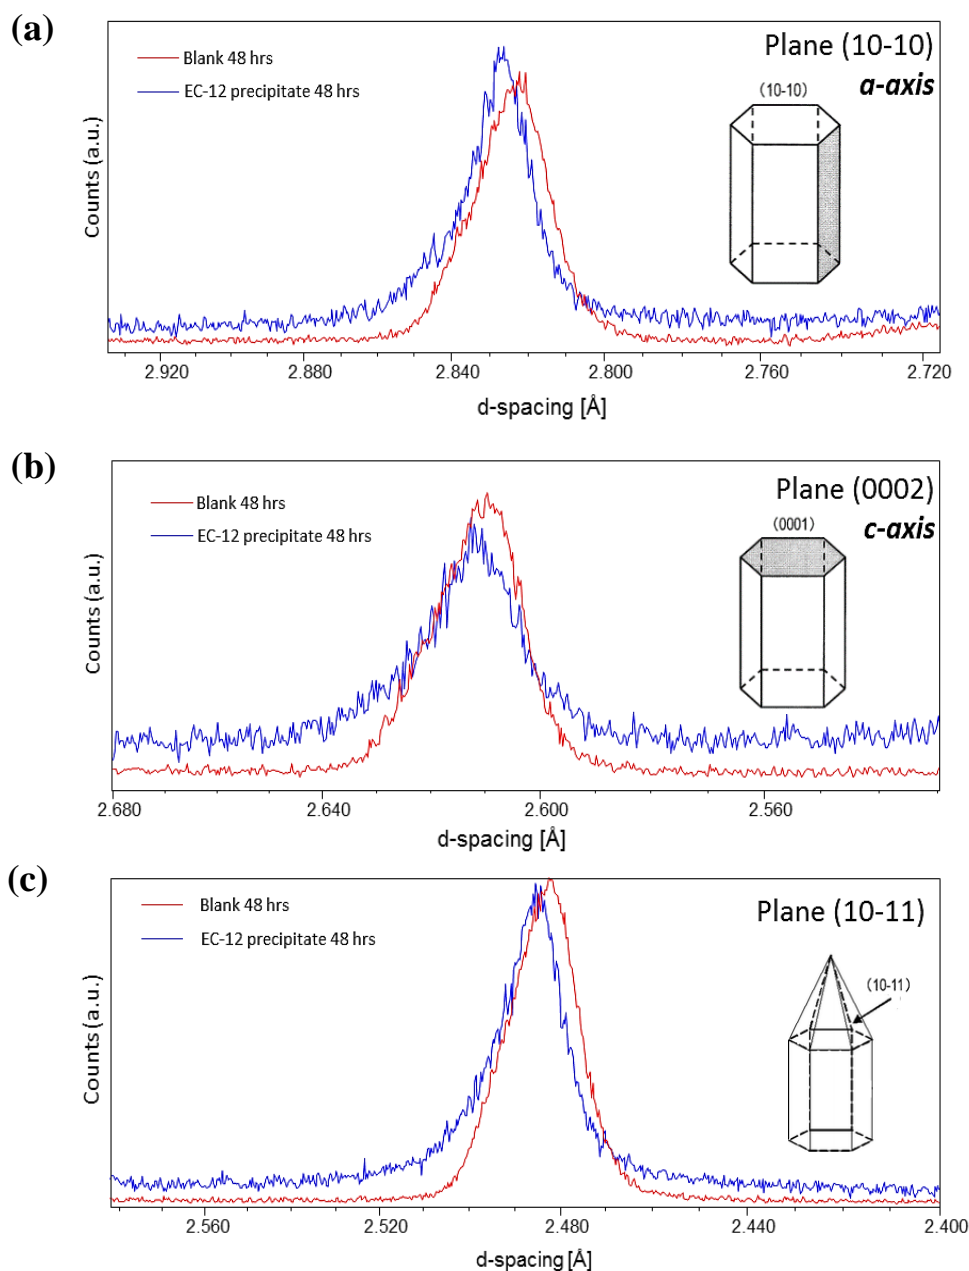 (a)
Blank 48 hrs
EC-12 precipitate 48 hrs
Plane (10-10)
a-axis
(10-10)
Counts (a.u.)
2.920 2.880 2.840 2.800 2.760 2.720
d-spacing [Å]
(b)
Blank 48 hrs
EC-12 precipitate 48 hrs
Plane (0002)
c-axis
(0001)
Counts (a.u.)
2.680 2.640 2.600 2.560
d-spacing [Å]
(c)
Blank 48 hrs
EC-12 precipitate 48 hrs
Plane (10-11)
(10-11)
Counts (a.u.)
2.560 2.520 2.480 2.440 2.400
d-spacing [Å]